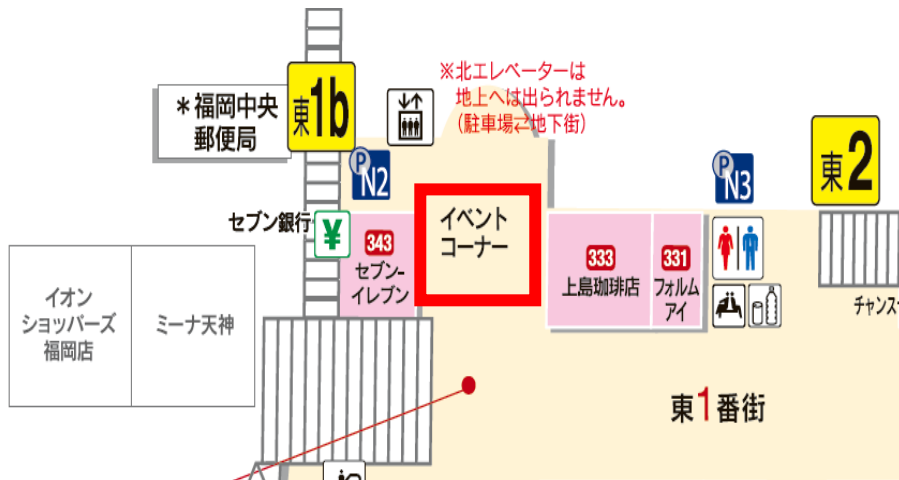 ※北エレベーターは
地上へは出られません。
（駐車場⇄地下街）
＊福岡中央
郵便局
東1b
P
N2
P
N3
東2
セブン銀行
¥
343
セブン-
イレブン
イベント
コーナー
333
上島珈琲店
331
フォルム
アイ
イオン
ショッパーズ
福岡店
ミーナ天神
チャンス
東1番街